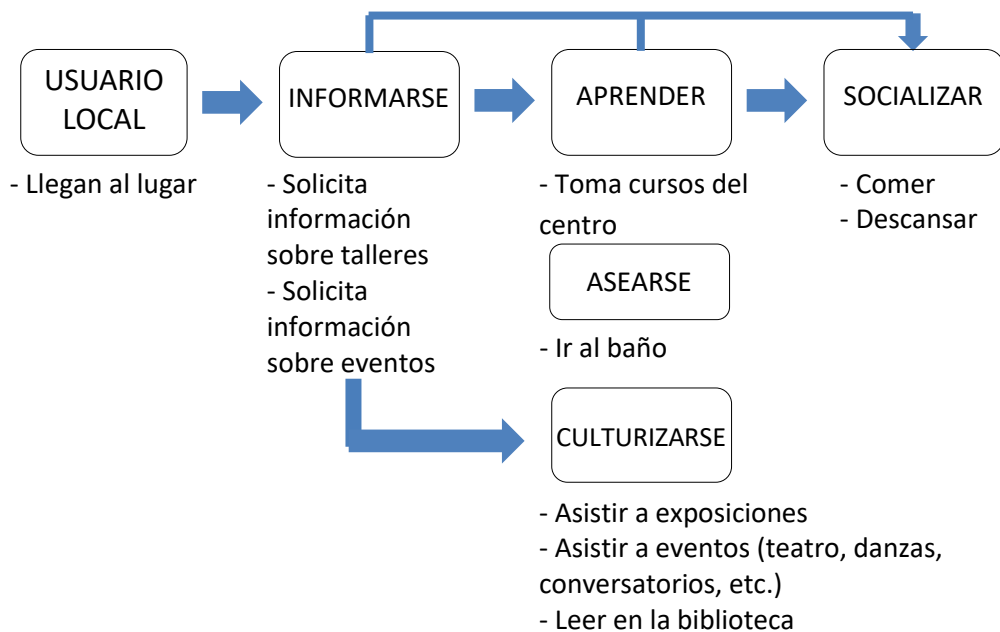 USUARIO
LOCAL
- Llegan al lugar
INFORMARSE
- Solicita
información
sobre talleres
- Solicita
información
sobre eventos
APRENDER
- Toma cursos del
centro
ASEARSE
- Ir al baño
CULTURIZARSE
- Asistir a exposiciones
- Asistir a eventos (teatro, danzas,
conversatorios, etc.)
- Leer en la biblioteca
SOCIALIZAR
- Comer
- Descansar